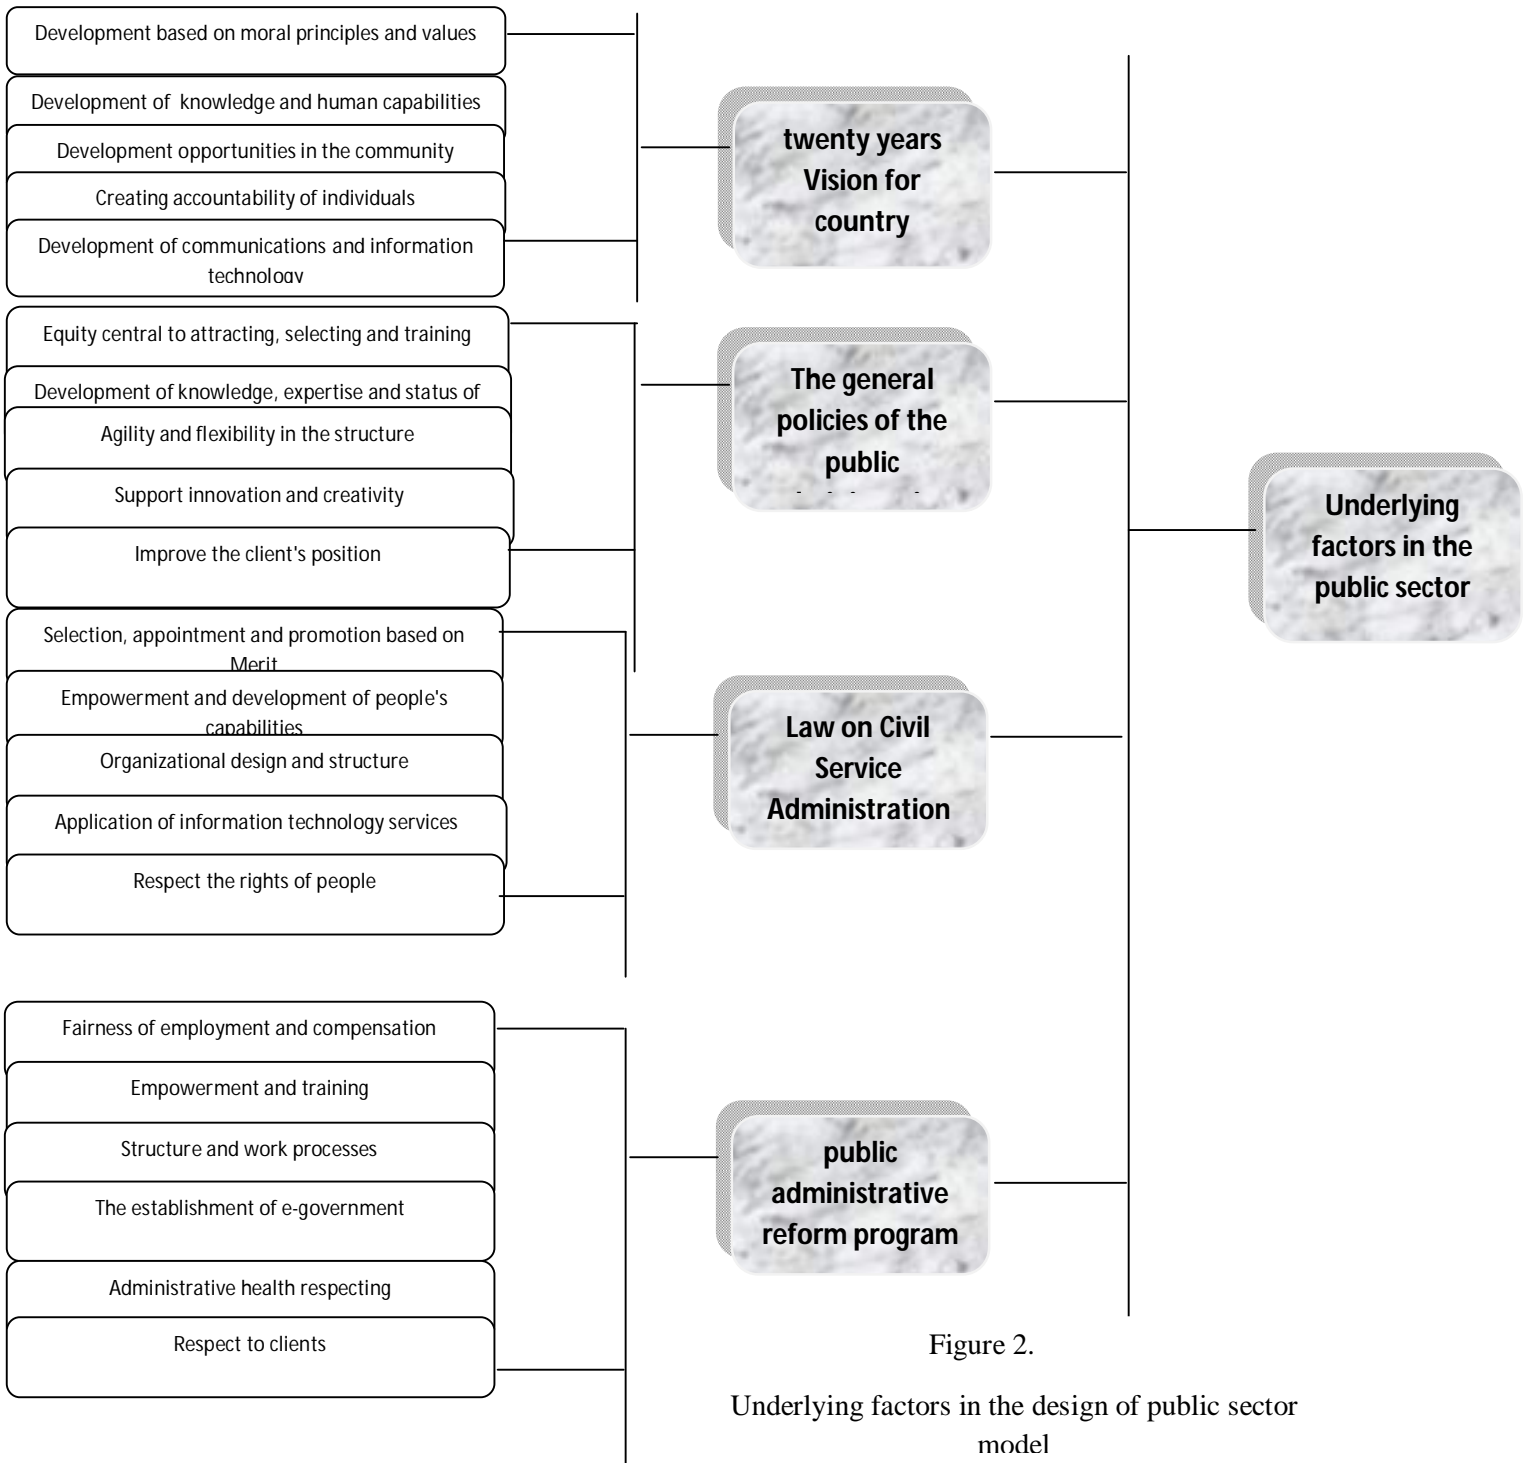 Development based on moral principles and values
Development of knowledge and human capabilities
Development opportunities in the community
Creating accountability of individuals
Development of communications and information
technology
Equity central to attracting, selecting and training
Development of knowledge, expertise and status of
Agility and flexibility in the structure
Support innovation and creativity
Improve the client's position
Selection, appointment and promotion based on
Merit
Empowerment and development of people's
capabilities
Organizational design and structure
Application of information technology services
Respect the rights of people
Fairness of employment and compensation
Empowerment and training
Structure and work processes
The establishment of e-government
Administrative health respecting
Respect to clients
twenty years
Vision for
country
The general
policies of the
public
Law on Civil
Service
Administration
public
administrative
reform program
Underlying
factors in the
public sector
Figure 2.
Underlying factors in the design of public sector
model